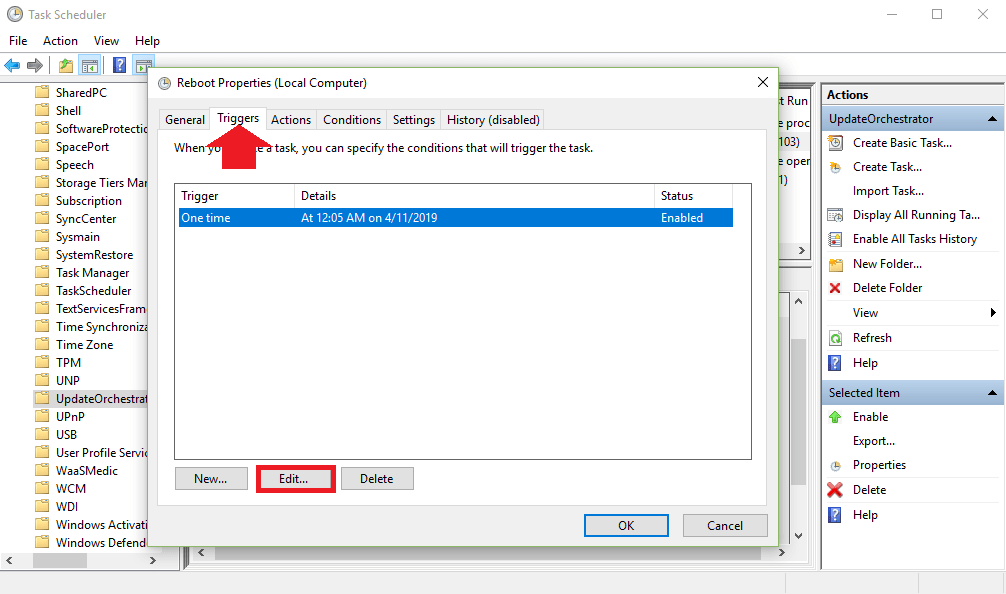 Task Scheduler
File Action View Help
SharedPC
Shell
SoftwareProtectic
SpacePort
Speech
Storage Tiers Mar
Subscription
SyncCenter
Sysmain
SystemRestore
Task Manager
TaskScheduler
TextServicesFram
Time Synchroniza
Time Zone
TPM
UNP
UpdateOrchestrat
UPnP
USB
User Profile Servic
WaaSMedic
WCM
WDI
Windows Activati
Windows Defend
Reboot Properties (Local Computer)
General Triggers Actions Conditions Settings History (disabled)
When you a task, you can specify the conditions that will trigger the task.
Trigger Details Status
One time At 12:05 AM on 4/11/2019 Enabled
New... Edit... Delete
OK Cancel
st Run
e proc
103)
e oper
1)
Actions
UpdateOrchestrator
Create Basic Task...
Create Task...
Import Task...
Display All Running Ta...
Enable All Tasks History
New Folder...
Delete Folder
View
Refresh
Help
Selected Item
Enable
Export...
Properties
Delete
Help